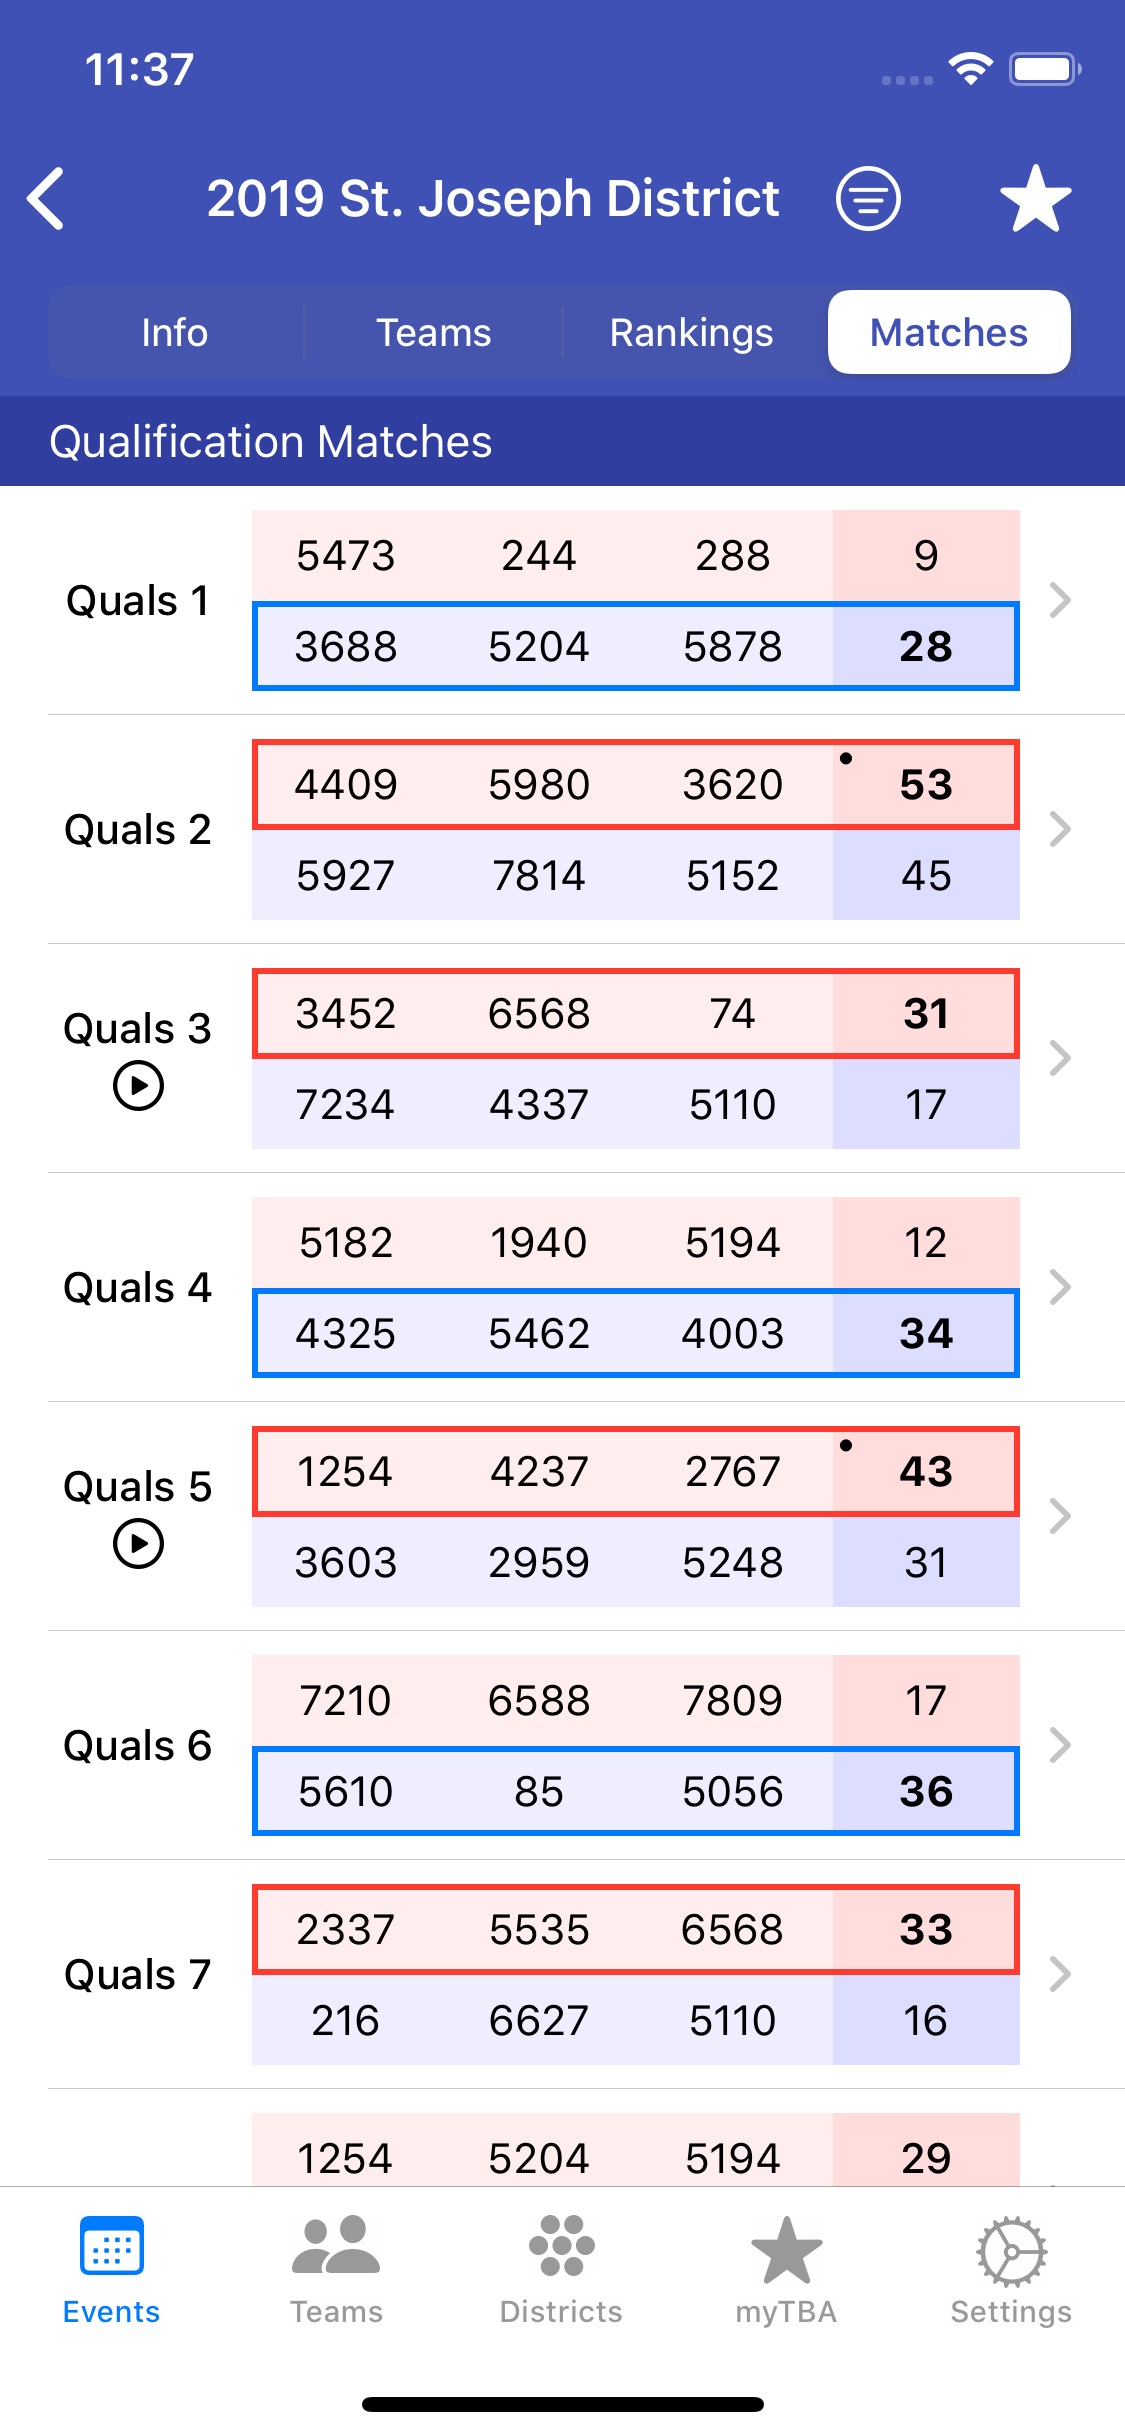 11:37
2019 St. Joseph District
Info Teams Rankings Matches
Qualification Matches
5473 244 288 9
Quals 1
3688 5204 5878 28
4409 5980 3620 53
Quals 2
5927 7814 5152 45
3452 6568 74 31
Quals 3
7234 4337 5110 17
5182 1940 5194 12
Quals 4
4325 5462 4003 34
1254 4237 2767 43
Quals 5
3603 2959 5248 31
7210 6588 7809 17
Quals 6
5610 85 5056 36
2337 5535 6568 33
Quals 7
216 6627 5110 16
1254 5204 5194 29
Events Teams Districts myTBA Settings